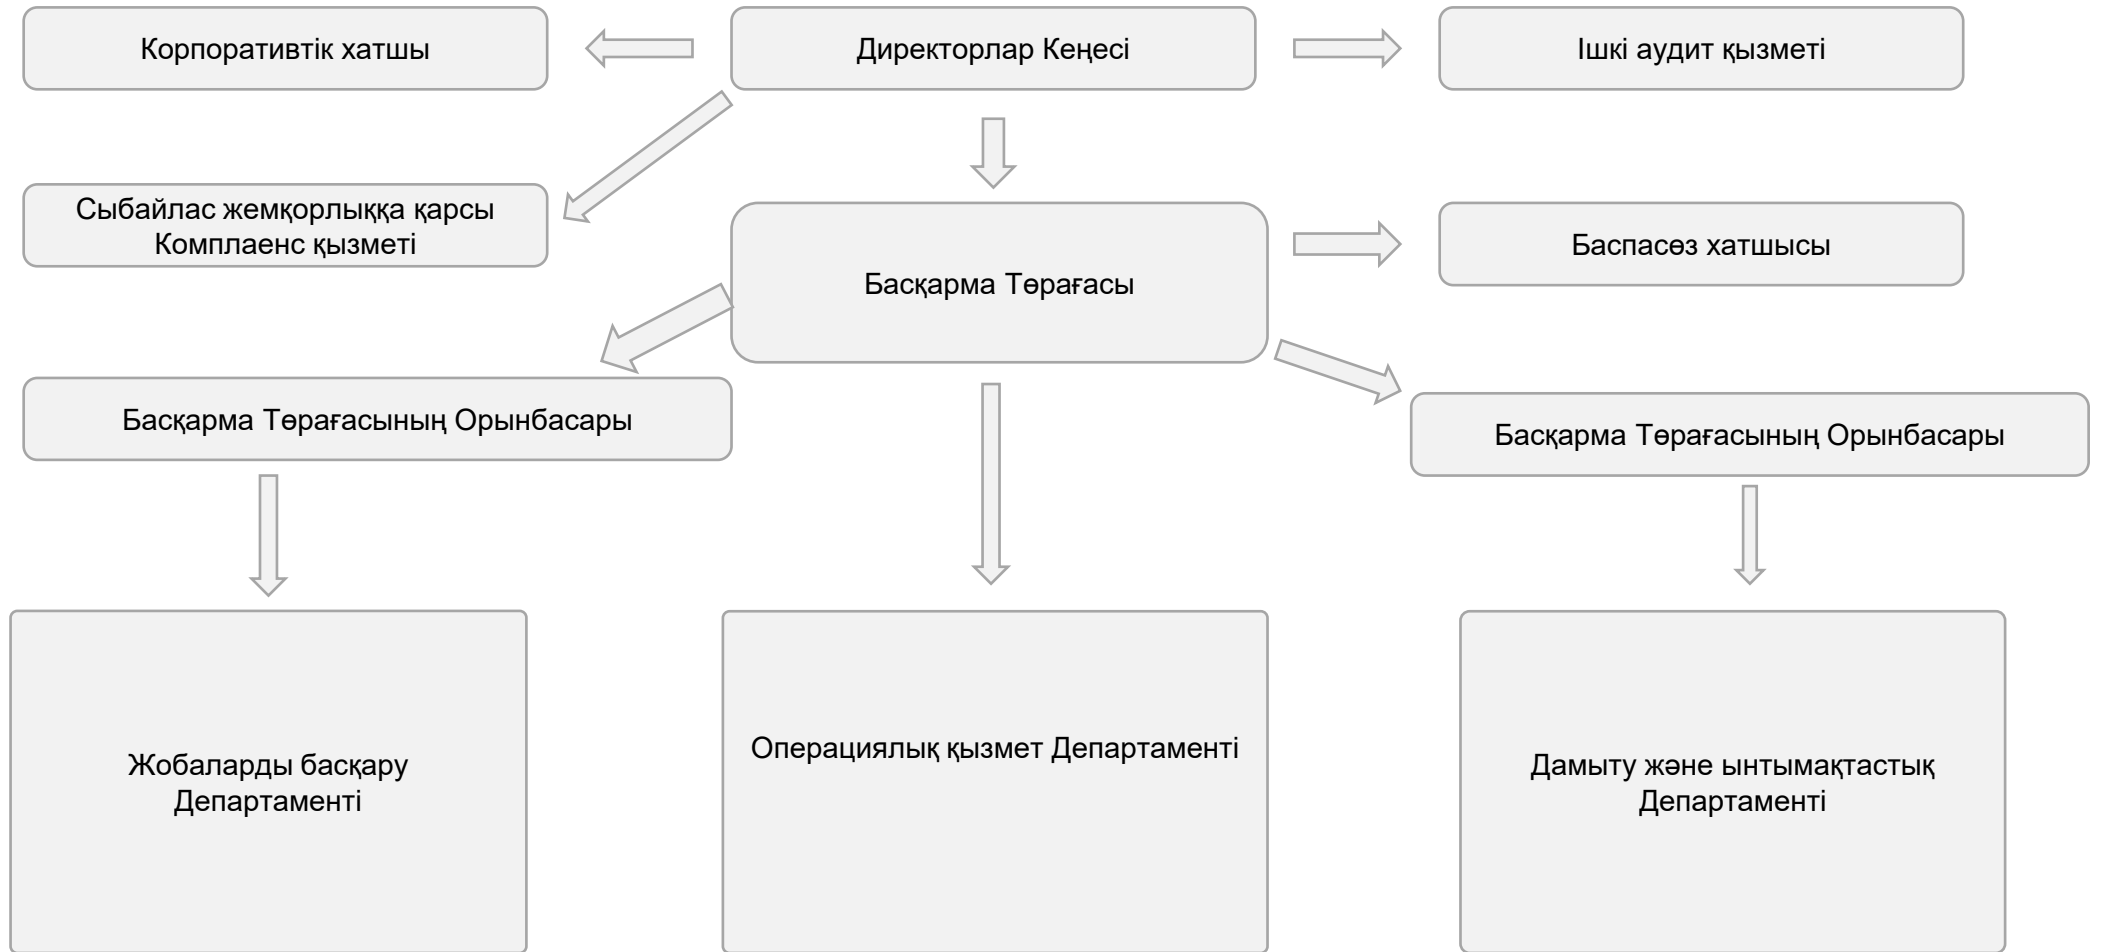 Корпоративтік хатшы
Директорлар Кеңесі
Ішкі аудит қызметі
Сыбайлас жемқорлыққа қарсы
Комплаенс қызметі
Басқарма Төрағасы
Баспасөз хатшысы
Басқарма Төрағасының Орынбасары
Басқарма Төрағасының Орынбасары
Жобаларды басқару
Департаменті
Операциялық қызмет Департаменті
Дамыту және ынтымақтастық
Департаменті